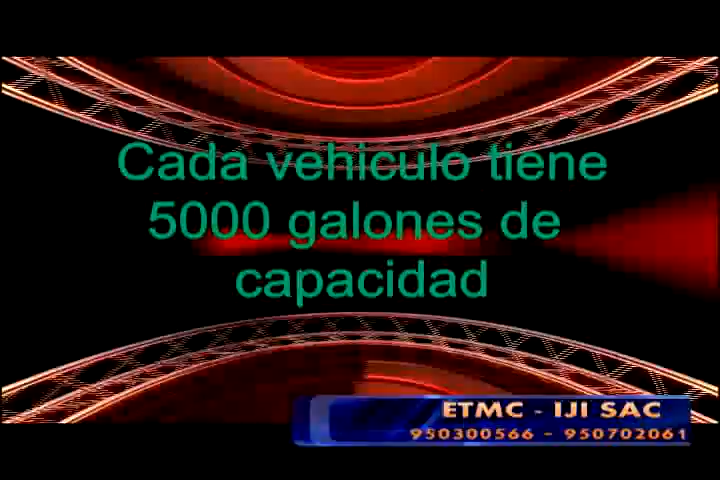 Cada vehiculo tiene
5000 galones de
capacidad
ETMC - IJI SAC
950300566 - 950702061